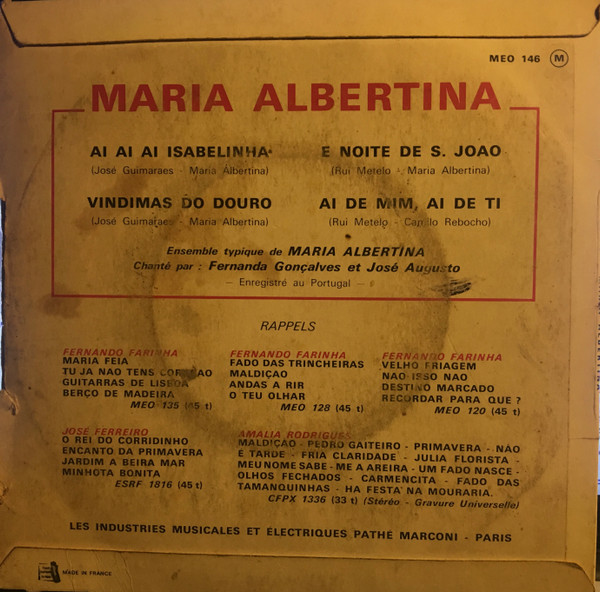 MEO 146 M
MARIA ALBERTINA
AI AI AI ISABELINHA
(José Guimaraes - Maria Albertina)
E NOITE DE S. JOAO
(Rui Metelo - Maria Albertina)
VINDIMAS DO DOURO
(José Guimaraes - Maria Albertina)
AI DE MIM, AI DE TI
(Rui Metelo - Camilo Rebocho)
Ensemble typique de MARIA ALBERTINA
Chanté par : Fernanda Gonçalves et José Augusto
— Enregistré au Portugal —
RAPPELS
FERNANDO FARINHA
MARIA FEIA
TU JA NAO TENS CORAÇAO
GUITARRAS DE LISBOA
BERÇO DE MADEIRA
MEO 135 (45 t)
FERNANDO FARINHA
FADO DAS TRINCHEIRAS
MALDIÇAO
ANDAS A RIR
O TEU OLHAR
MEO 128 (45 t)
FERNANDO FARINHA
VELHO FRIAGEM
NAO ISSO NAO
DESTINO MARCADO
RECORDAR PARA QUE ?
MEO 120 (45 t)
JOSE FERREIRO
O REI DO CORRIDINHO
ENCANTO DA PRIMAVERA
JARDIM A BEIRA MAR
MINHOTA BONITA
ESRF 1816 (45 t)
AMALIA RODRIGUES
MALDIÇAO - PEDRO GAITEIRO - PRIMAVERA - NÃO
E TARDE - FRIA CLARIDADE - JULIA FLORISTA -
MEU NOME SABE - ME A AREIRA - UM FADO NASCE -
OLHOS FECHADOS - CARMENCITA - FADO DAS
TAMANQUINHAS - HA FESTA NA MOURARIA.
CFPX 1336 (33 t) (Stéréo - Gravure Universelle)
LES INDUSTRIES MUSICALES ET ÉLECTRIQUES PATHÉ MARCONI - PARIS
MADE IN FRANCE